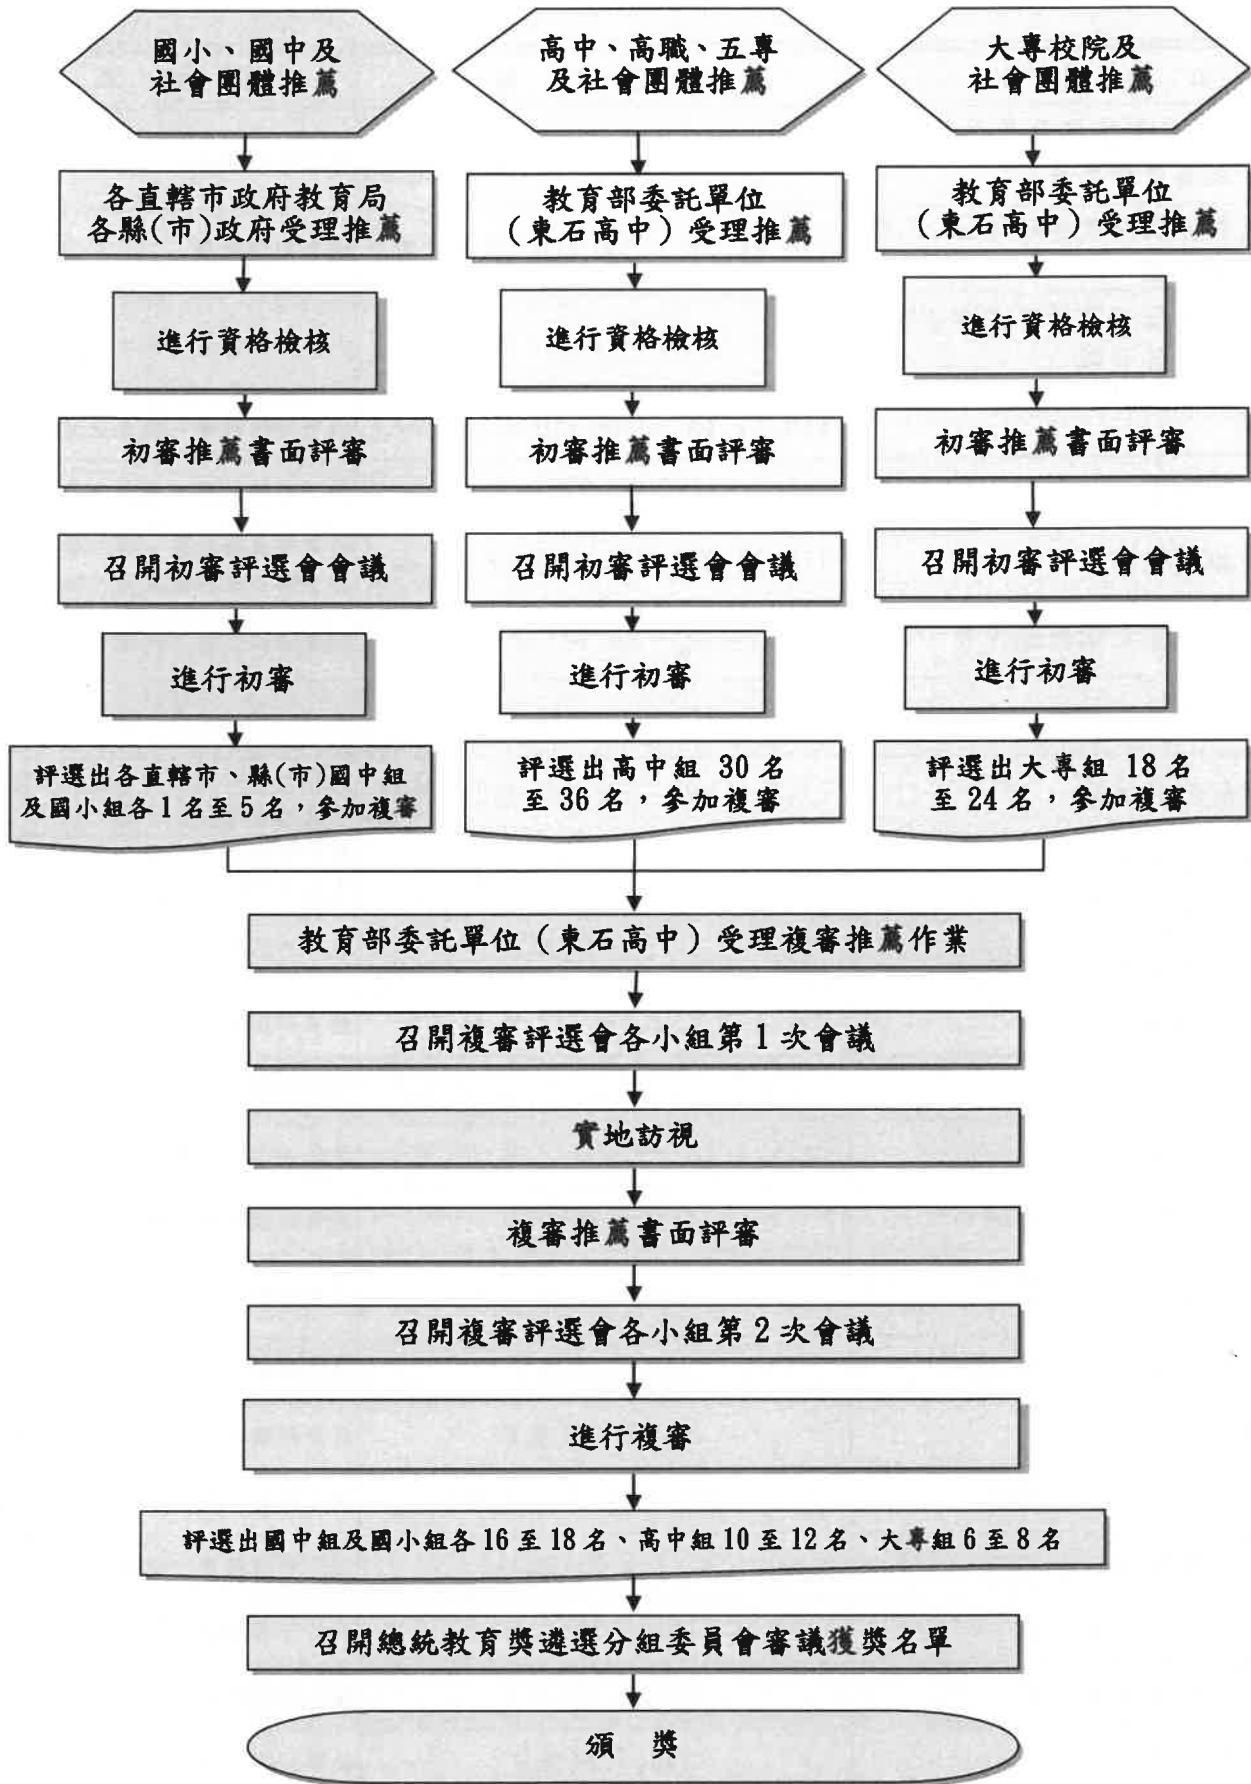 國小、國中及
社會團體推薦
高中、高職、五專
及社會團體推薦
大專校院及
社會團體推薦
各直轄市政府教育局
各縣(市)政府受理推薦
教育部委託單位
（東石高中）受理推薦
教育部委託單位
（東石高中）受理推薦
進行資格檢核
進行資格檢核
進行資格檢核
初審推薦書面評審
初審推薦書面評審
初審推薦書面評審
召開初審評選會會議
召開初審評選會會議
召開初審評選會會議
進行初審
進行初審
進行初審
評選出各直轄市、縣(市)國中組
及國小組各1名至5名，參加複審
評選出高中組 30 名
至 36 名，參加複審
評選出大專組 18 名
至 24 名，參加複審
教育部委託單位（東石高中）受理複審推薦作業
召開複審評選會各小組第 1 次會議
實地訪視
複審推薦書面評審
召開複審評選會各小組第 2 次會議
進行複審
評選出國中組及國小組各 16 至 18 名、高中組 10 至 12 名、大專組 6 至 8 名
召開總統教育獎遴選分組委員會審議獲獎名單
頒 獎